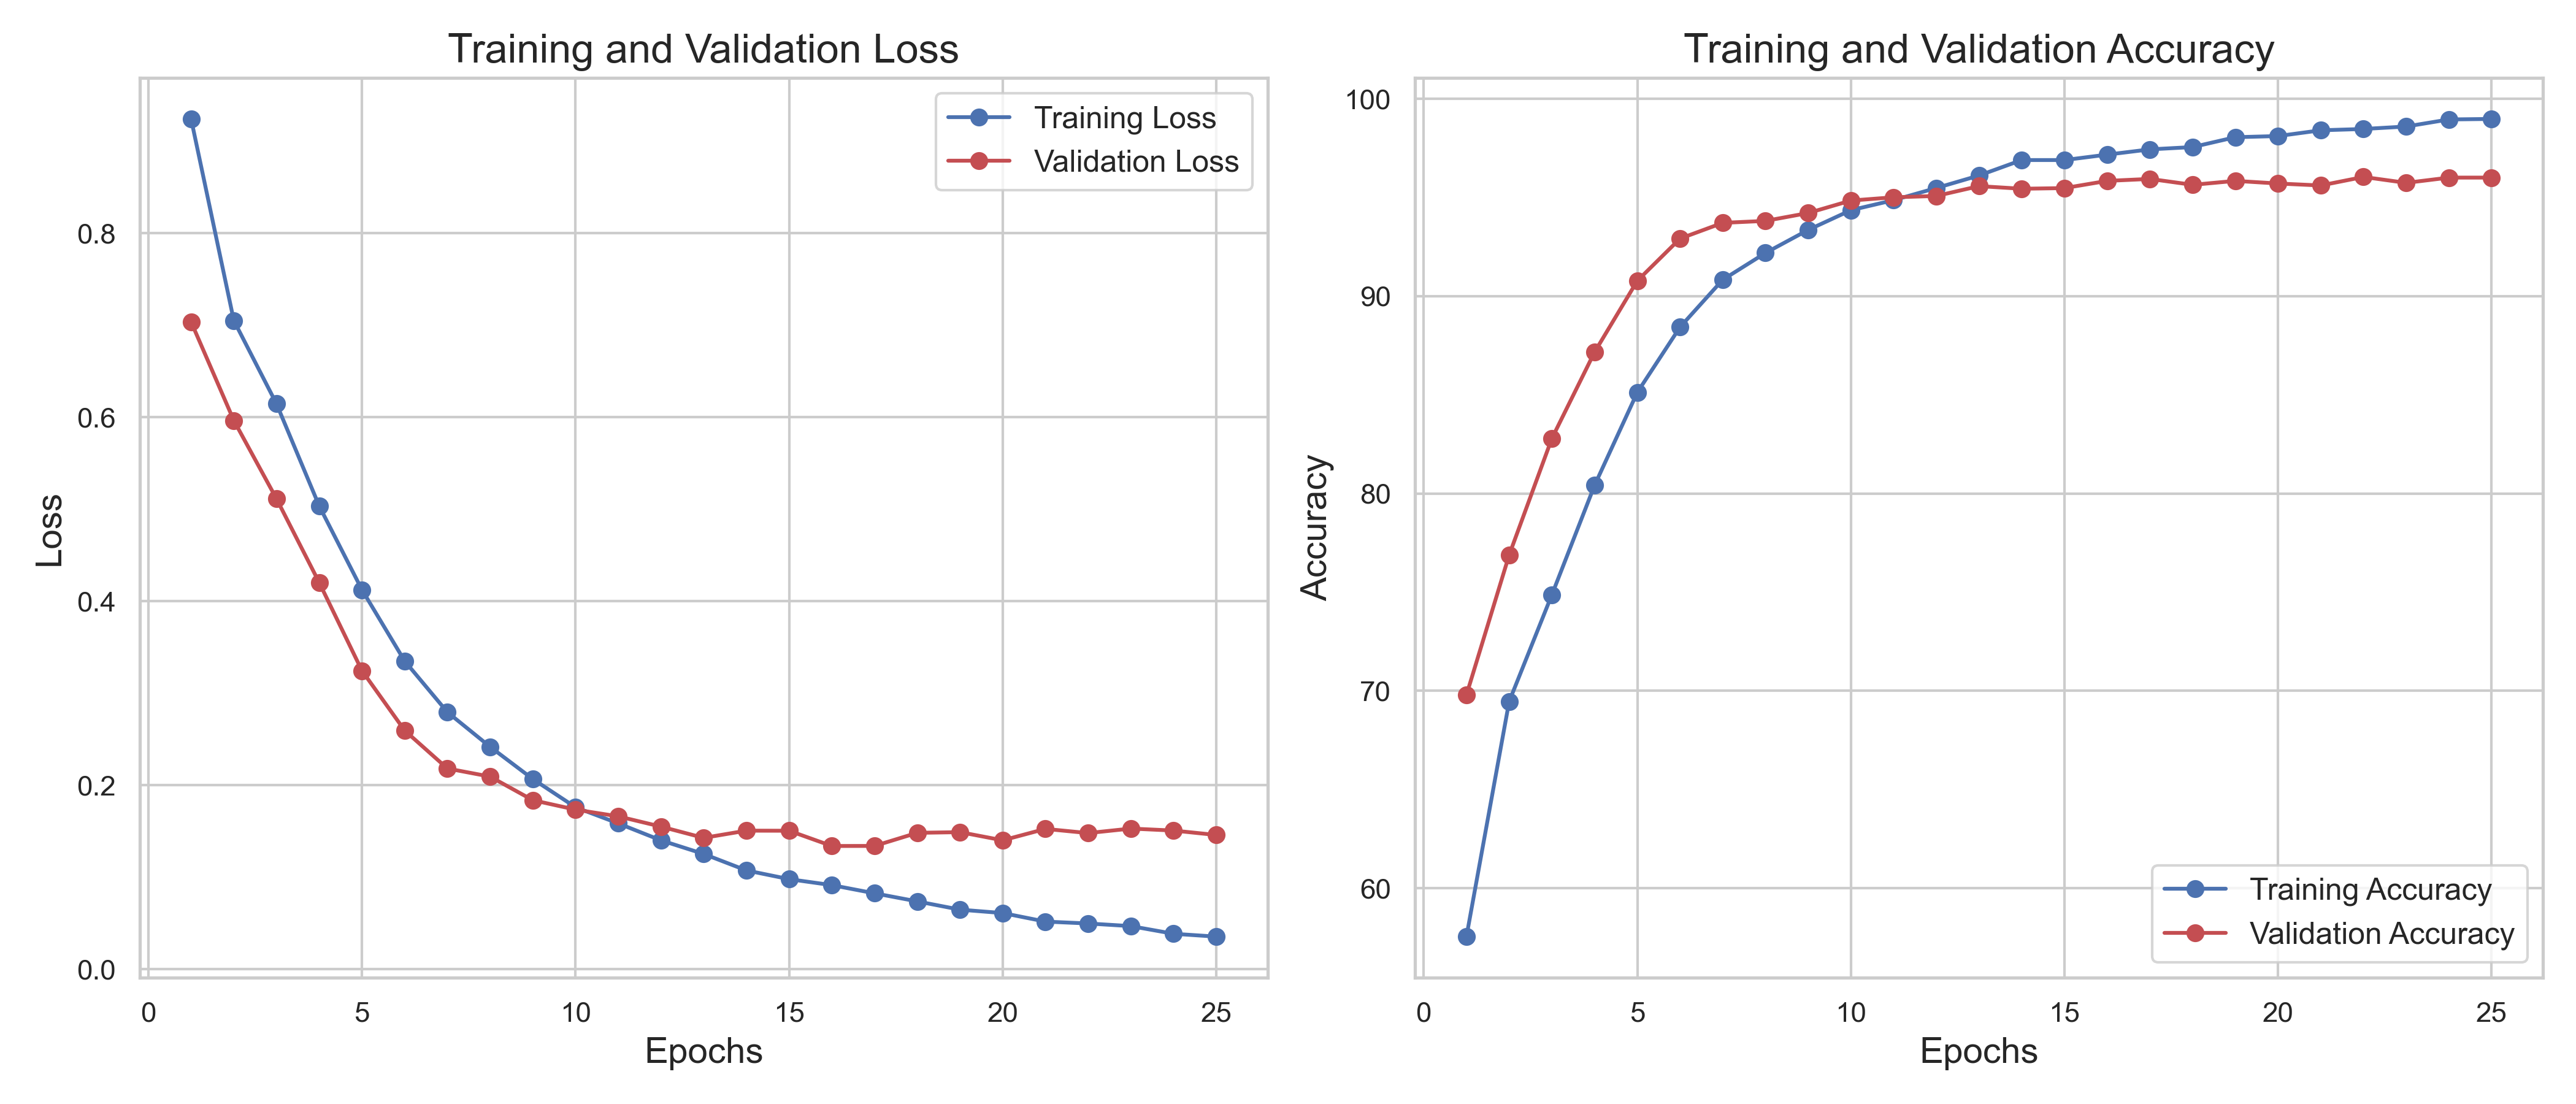 Training and Validation Loss
Training Loss
Validation Loss
0.8
0.6
0.4
0.2
0.0
Loss
0 5 10 15 20 25
Epochs
Training and Validation Accuracy
100
90
80
70
60
Accuracy
Training Accuracy
Validation Accuracy
0 5 10 15 20 25
Epochs